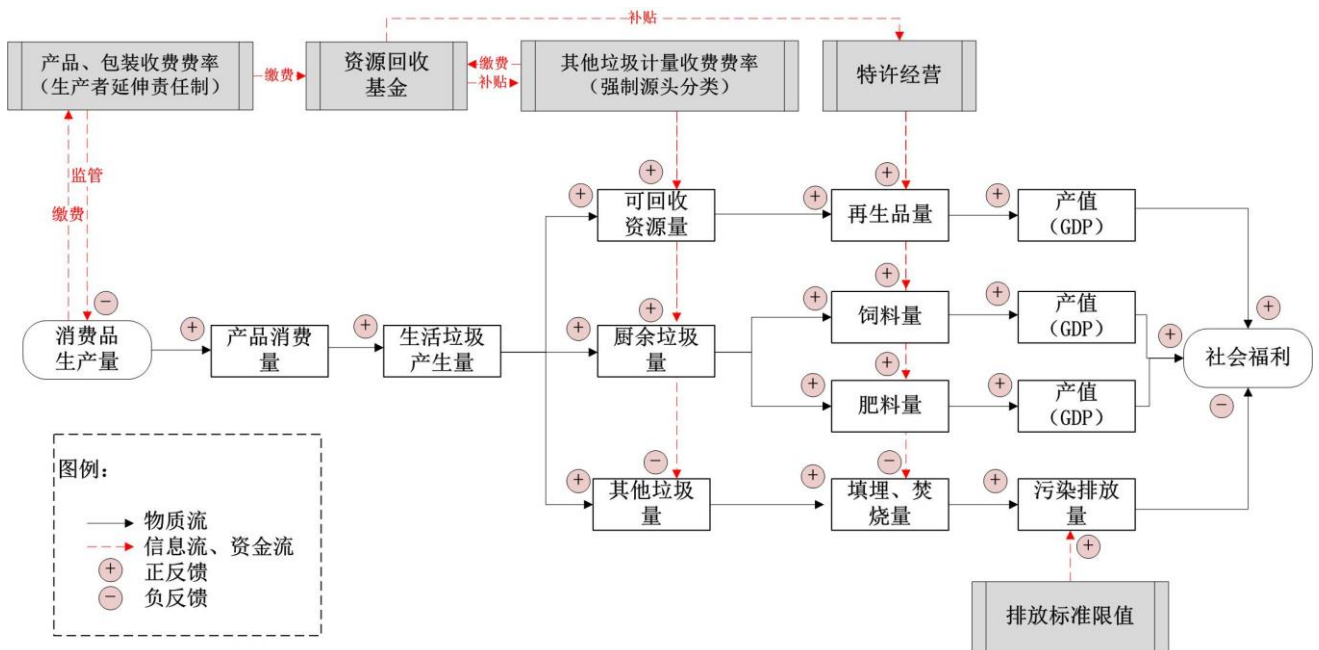 补贴
产品、包装收费费率
（生产者延伸责任制）
缴费
资源回收
基金
缴费
补贴
其他垃圾计量收费费率
（强制源头分类）
特许经营
监管
缴费
+
+
+
+
+
可回收
资源量
再生品量
产值
（GDP）
−
+
+
+
+
+
+
+
+
消费品
生产量
产品消费
量
生活垃圾
产生量
厨余垃圾
量
饲料量
产值
（GDP）
+
社会福利
+
+
+
肥料量
产值
（GDP）
−
图例：
物质流
信息流、资金流
+
正反馈
−
负反馈
−
−
+
+
+
其他垃圾
量
填埋、焚
烧量
污染排放
量
+
排放标准限值